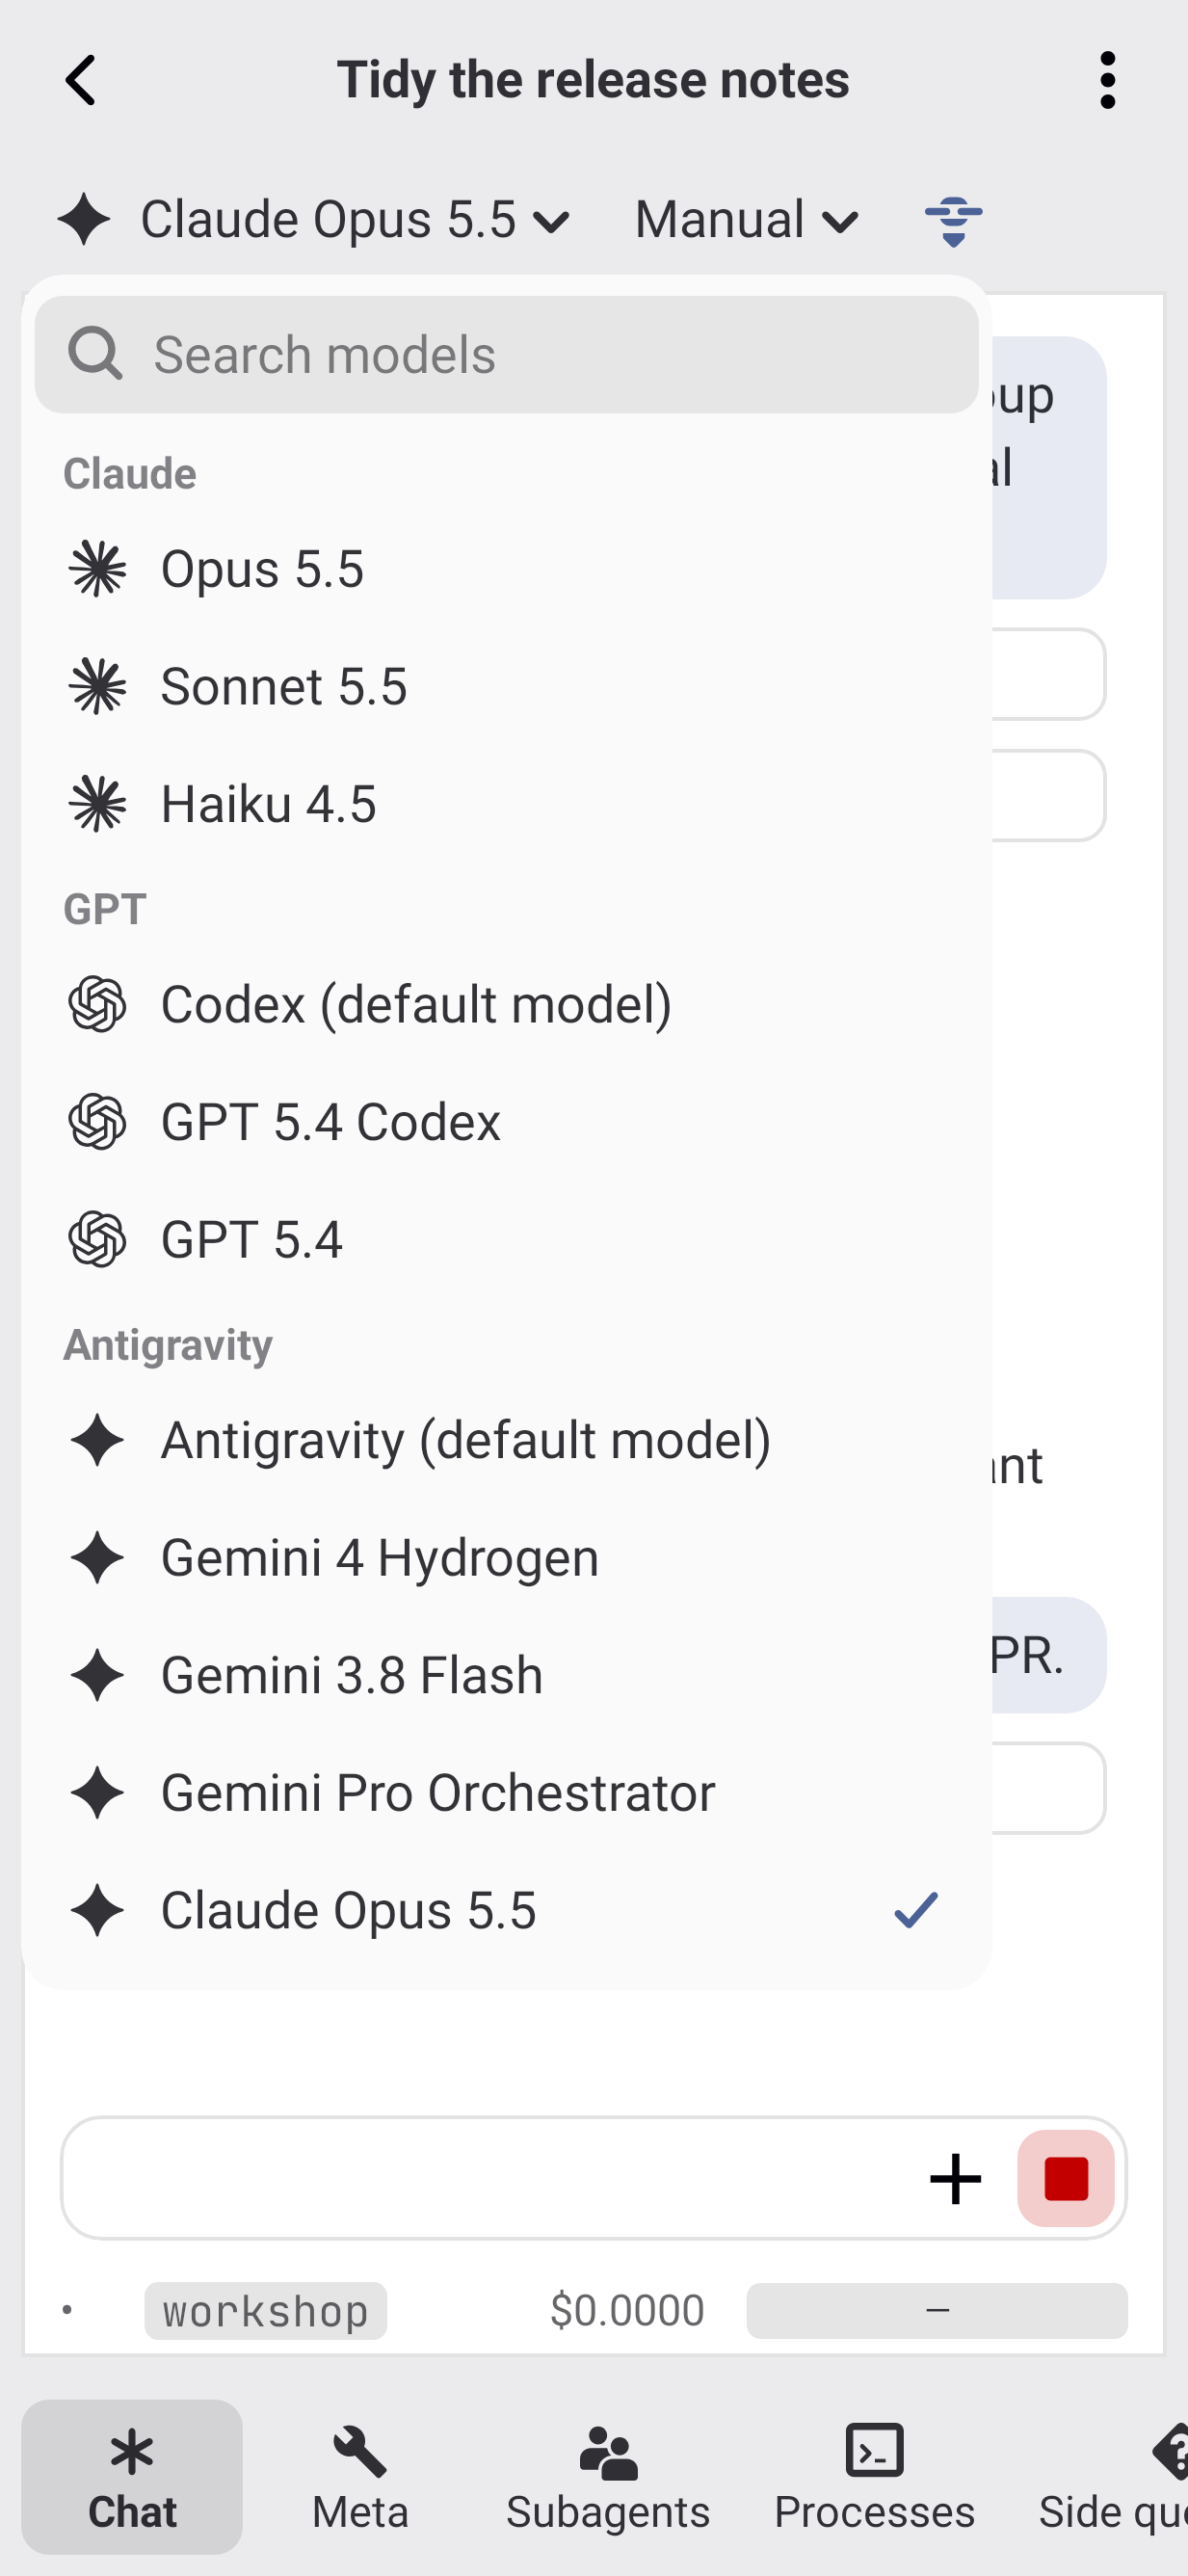 Tidy the release notes
Claude Opus 5.5
Manual
Search models
Claude
Opus 5.5
Sonnet 5.5
Haiku 4.5
GPT
Codex (default model)
GPT 5.4 Codex
GPT 5.4
Antigravity
Antigravity (default model)
Gemini 4 Hydrogen
Gemini 3.8 Flash
Gemini Pro Orchestrator
Claude Opus 5.5
PR.
workshop
$0.0000
–
Chat
Meta
Subagents
Processes
Side